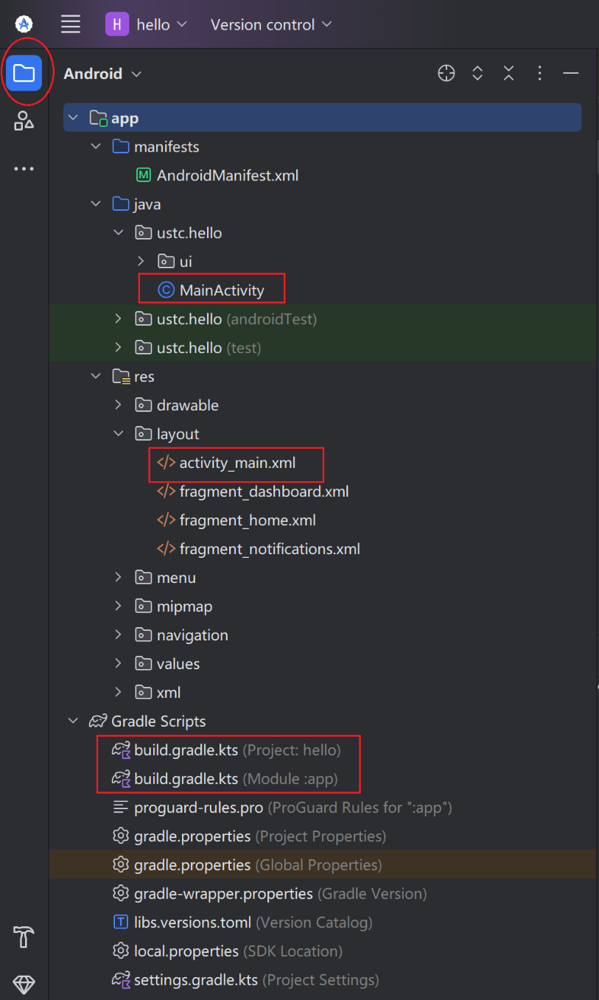 H hello Version control
Android
app
manifests
M AndroidManifest.xml
java
ustc.hello
ui
C MainActivity
ustc.hello (androidTest)
ustc.hello (test)
res
drawable
layout
</> activity_main.xml
</> fragment_dashboard.xml
</> fragment_home.xml
</> fragment_notifications.xml
menu
mipmap
navigation
values
xml
Gradle Scripts
build.gradle.kts (Project: hello)
build.gradle.kts (Module :app)
proguard-rules.pro (ProGuard Rules for ":app")
gradle.properties (Project Properties)
gradle.properties (Global Properties)
gradle-wrapper.properties (Gradle Version)
T libs.versions.toml (Version Catalog)
local.properties (SDK Location)
settings.gradle.kts (Project Settings)